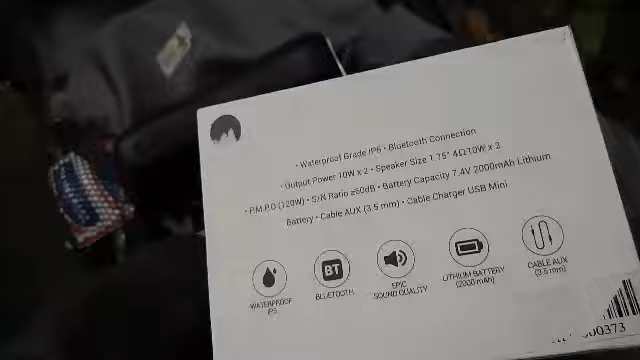 • Waterproof Grade IP5 • Bluetooth Connection
• Output Power 10W x 2 • Speaker Size 1.75" 4Ω10W x 2
• P.M.P.O (120W) • S/N Ratio ≥60dB • Battery Capacity 7.4V 2000mAh Lithium
Battery • Cable AUX (3.5 mm) • Cable Charger USB Mini
BT
WATERPROOF
IP5
BLUETOOTH
EPIC
SOUND QUALITY
LITHIUM BATTERY
(2000 mAh)
CABLE AUX
(3.5 mm)
000373